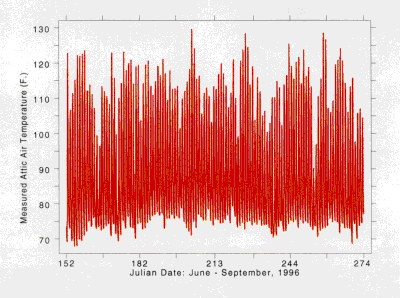 130
120
110
100
90
80
70
Measured Attic Air Temperature (F.)
152 182 213 244 274
Julian Date: June - September, 1996